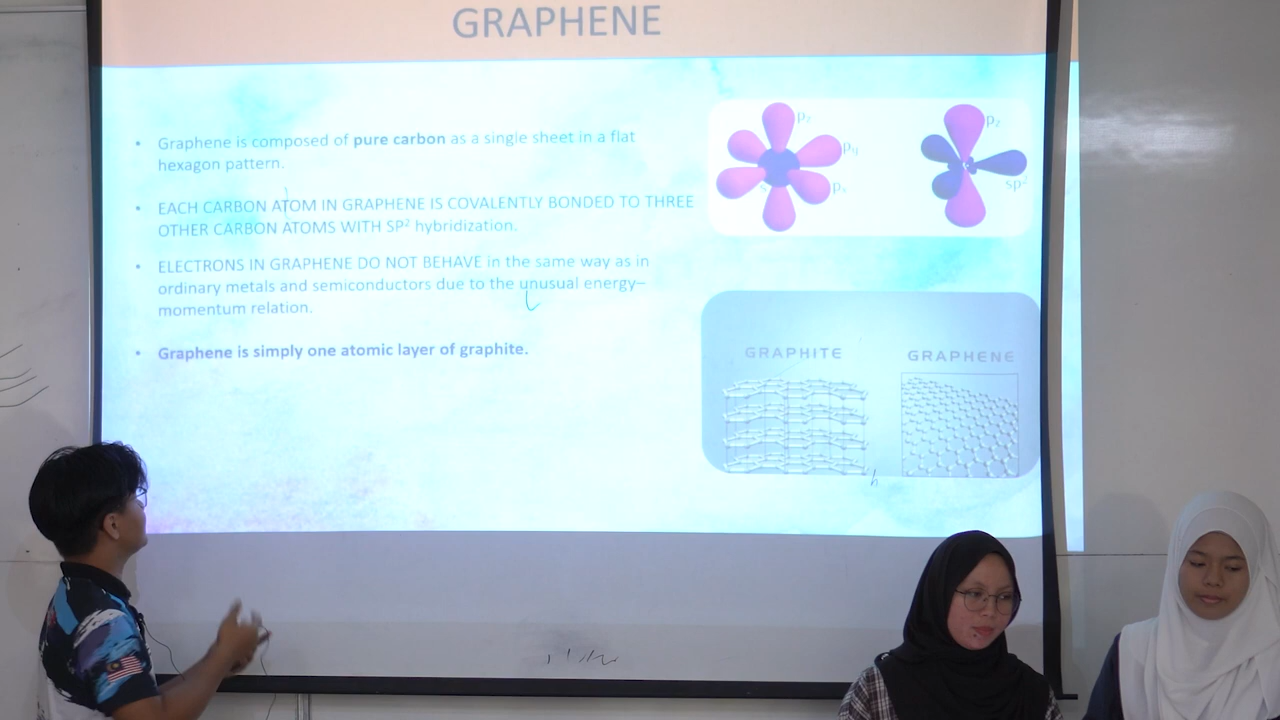 GRAPHENE
• Graphene is composed of pure carbon as a single sheet in a flat
hexagon pattern.
• EACH CARBON ATOM IN GRAPHENE IS COVALENTLY BONDED TO THREE
OTHER CARBON ATOMS WITH SP² hybridization.
• ELECTRONS IN GRAPHENE DO NOT BEHAVE in the same way as in
ordinary metals and semiconductors due to the unusual energy–
momentum relation.
• Graphene is simply one atomic layer of graphite.
pz
py
px
pz
sp²
GRAPHITE
GRAPHENE